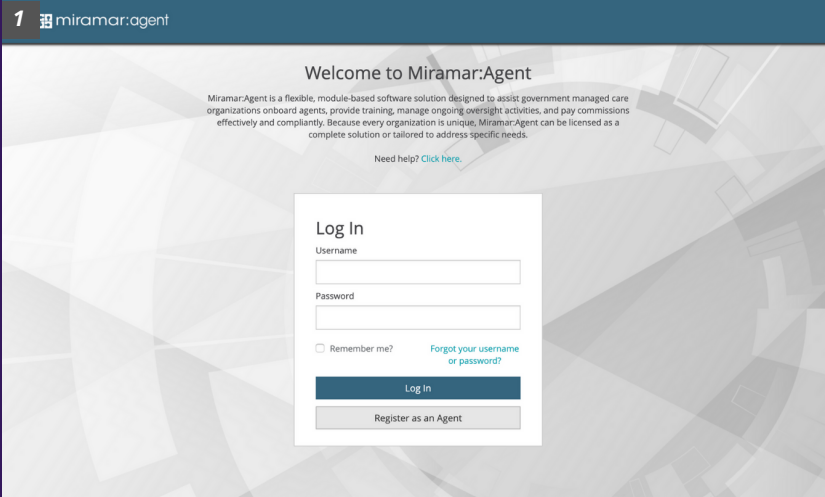 1
miramar:agent
Welcome to Miramar:Agent
Miramar:Agent is a flexible, module-based software solution designed to assist government managed care
organizations onboard agents, provide training, manage ongoing oversight activities, and pay commissions
effectively and compliantly. Because every organization is unique, Miramar:Agent can be licensed as a
complete solution or tailored to address specific needs.
Need help? Click here.
Log In
Username
Password
Remember me?
Forgot your username
or password?
Log In
Register as an Agent